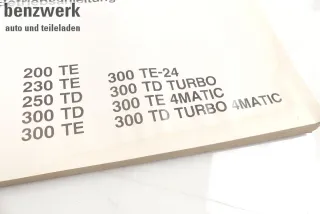 Betriebsanleitung
benzwerk
auto und teileladen
200 TE
230 TE
250 TD
300 TD
300 TE
300 TE-24
300 TD TURBO
300 TE 4MATIC
300 TD TURBO 4MATIC